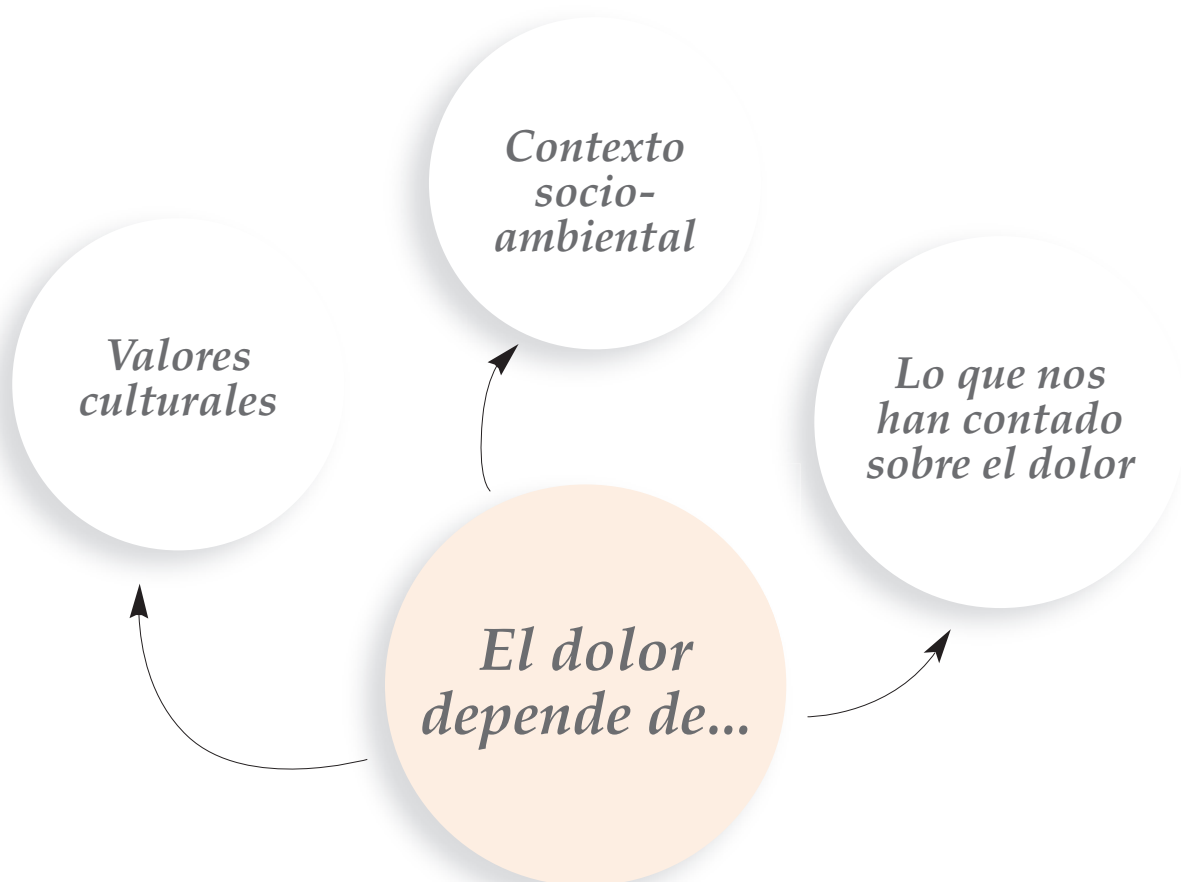 Contexto
socio-
ambiental
Valores
culturales
Lo que nos
han contado
sobre el dolor
El dolor
depende de...